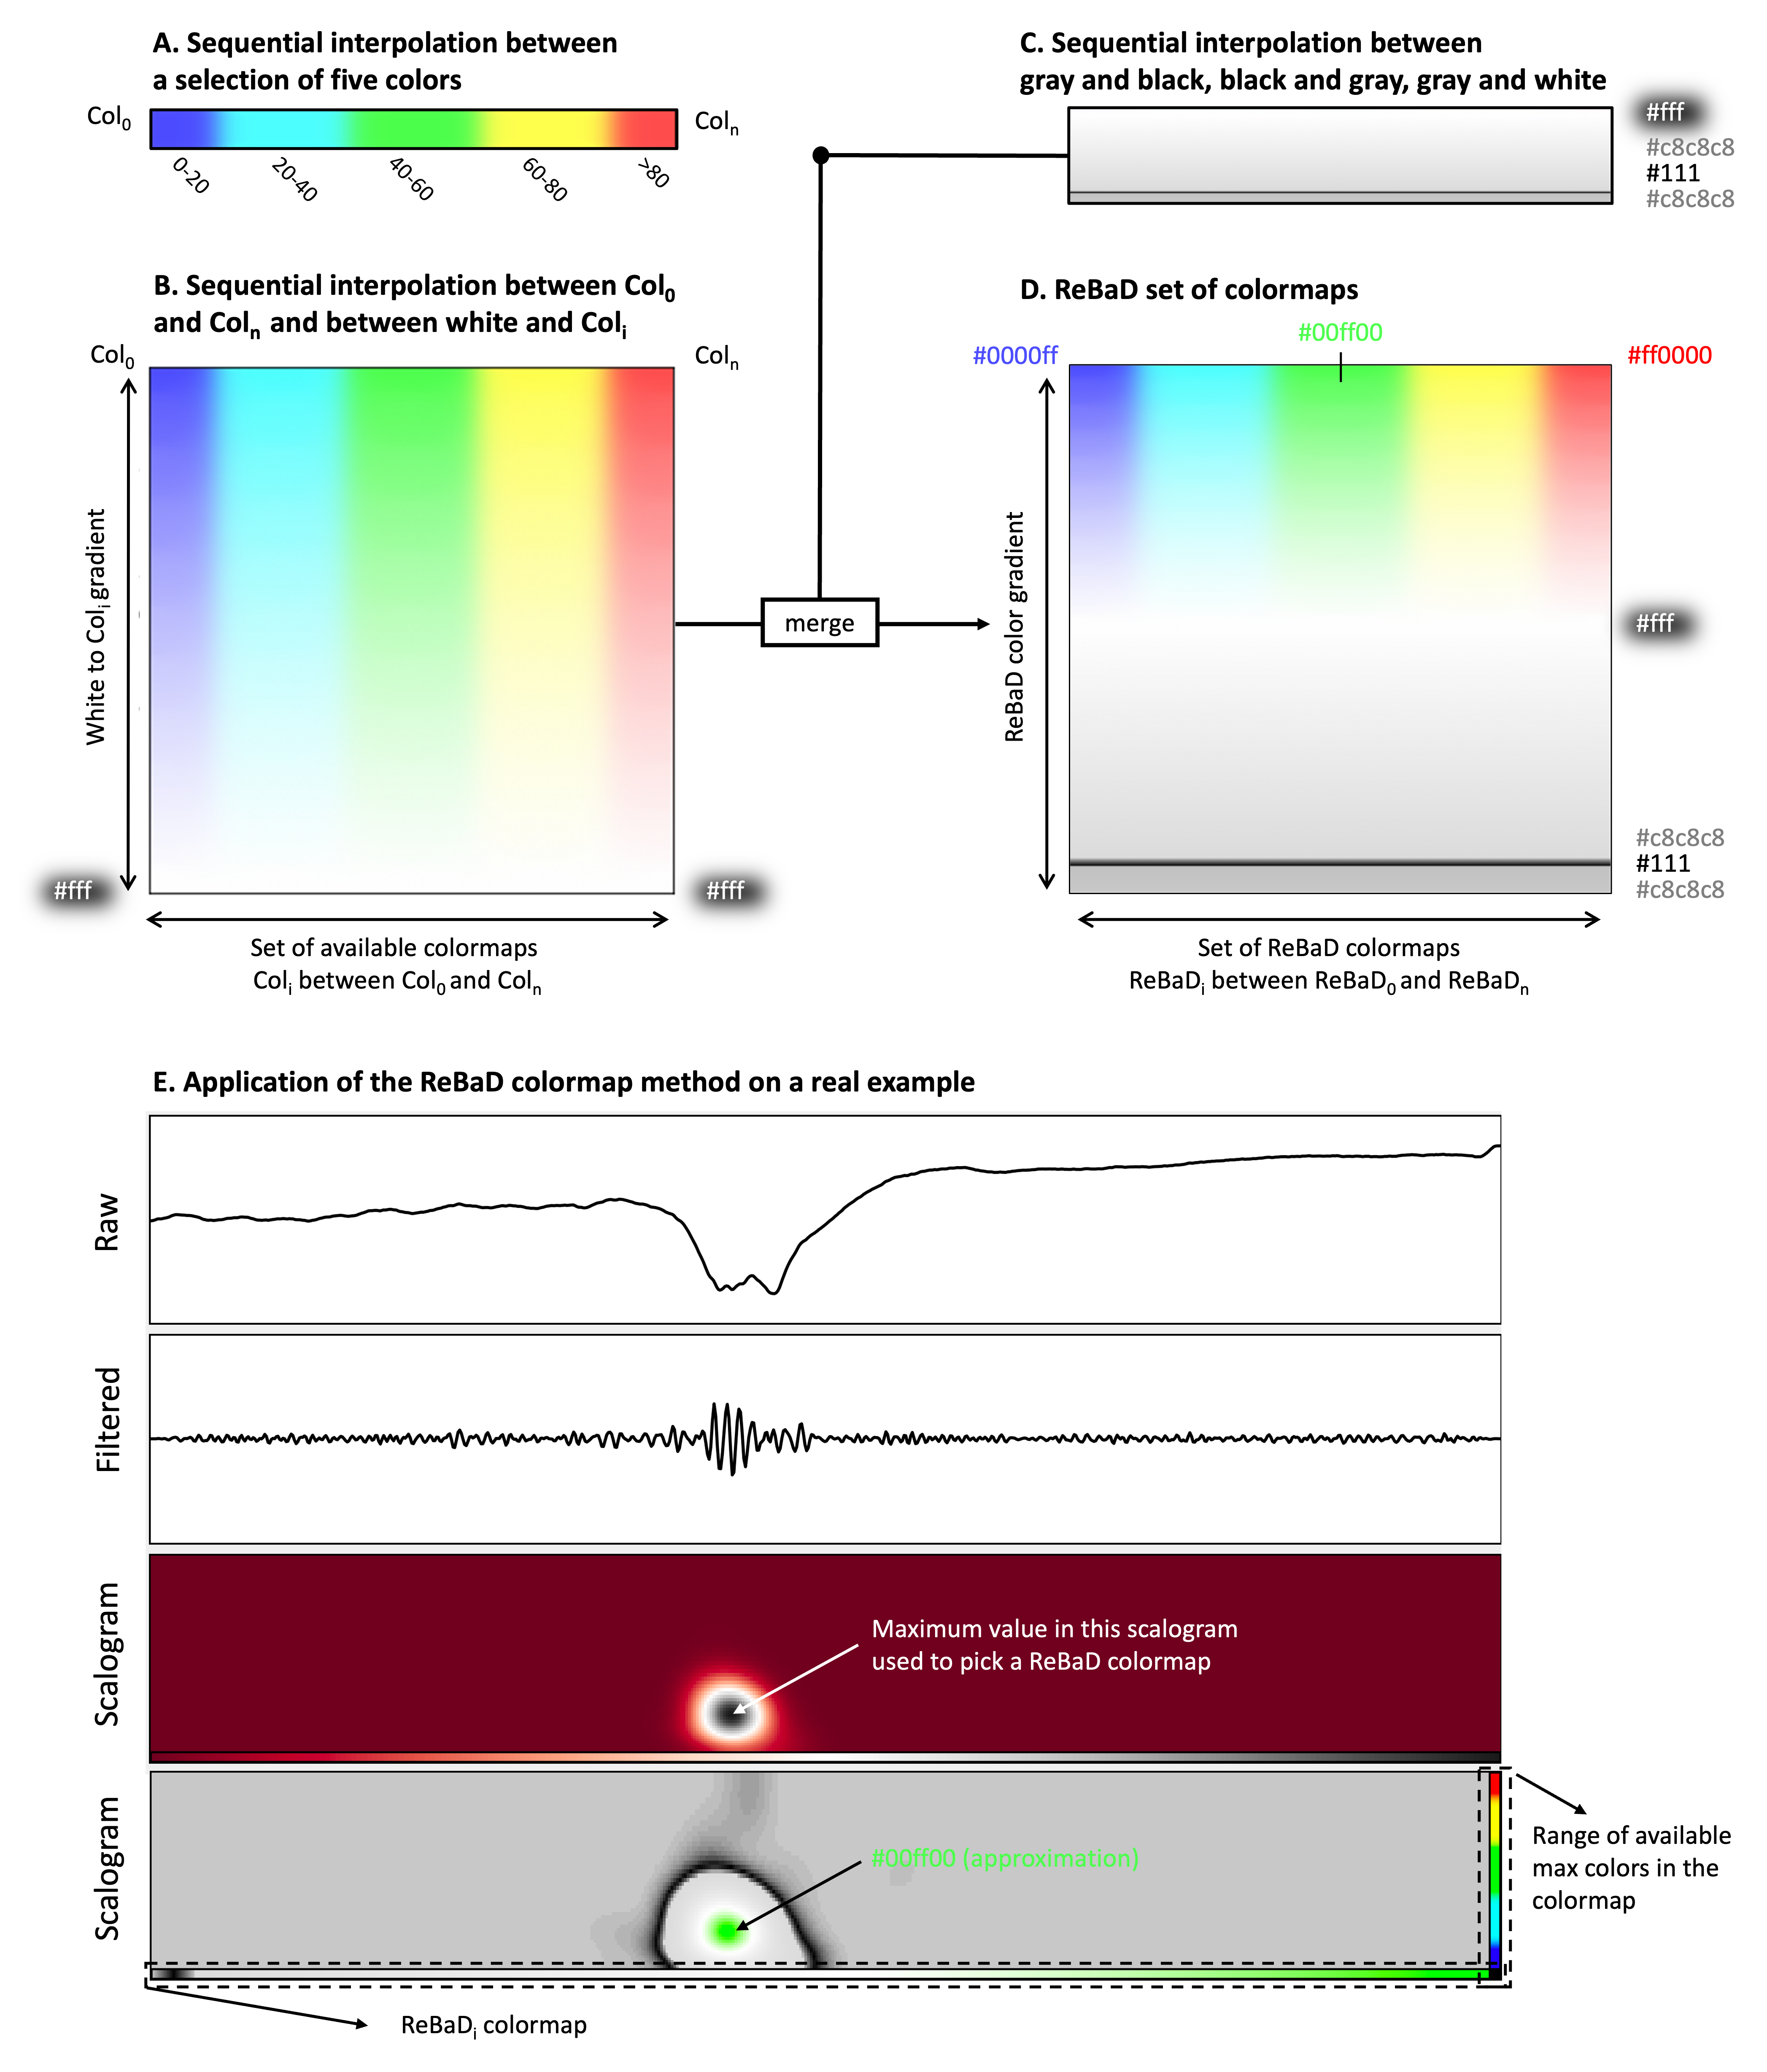 A. Sequential interpolation between
a selection of five colors
Col0
Coln
0-20
20-40
40-60
60-80
>80
C. Sequential interpolation between
gray and black, black and gray, gray and white
#fff
#c8c8c8
#111
#c8c8c8
B. Sequential interpolation between Col0
and Coln and between white and Coli
Col0
Coln
White to Coli gradient
#fff
#fff
Set of available colormaps
Coli between Col0 and Coln
merge
D. ReBaD set of colormaps
#00ff00
#0000ff
#ff0000
ReBaD color gradient
#fff
#c8c8c8
#111
#c8c8c8
Set of ReBaD colormaps
ReBaDi between ReBaD0 and ReBaDn
E. Application of the ReBaD colormap method on a real example
Raw
Filtered
Scalogram
Maximum value in this scalogram
used to pick a ReBaD colormap
Scalogram
#00ff00 (approximation)
Range of available
max colors in the
colormap
ReBaDi colormap